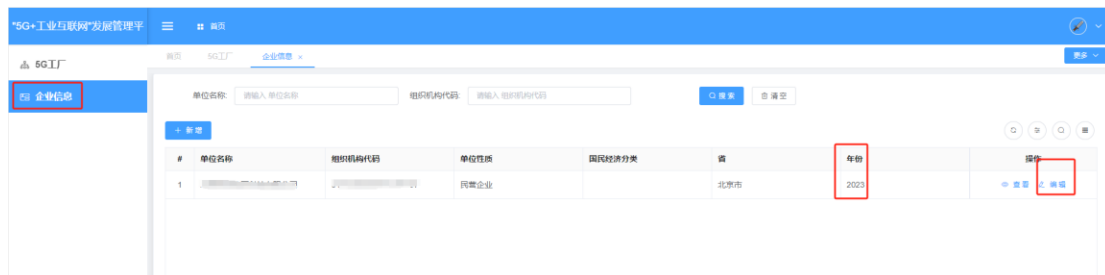 "5G+工业互联网"发展管理平
首页
5G工厂
企业信息
首页 5G工厂 企业信息 × 更多
单位名称: 请输入 单位名称 组织机构代码: 请输入 组织机构代码 搜索 清空
+ 新增
# 单位名称 组织机构代码 单位性质 国民经济分类 省 年份 操作
1 民营企业 北京市 2023 查看 编辑